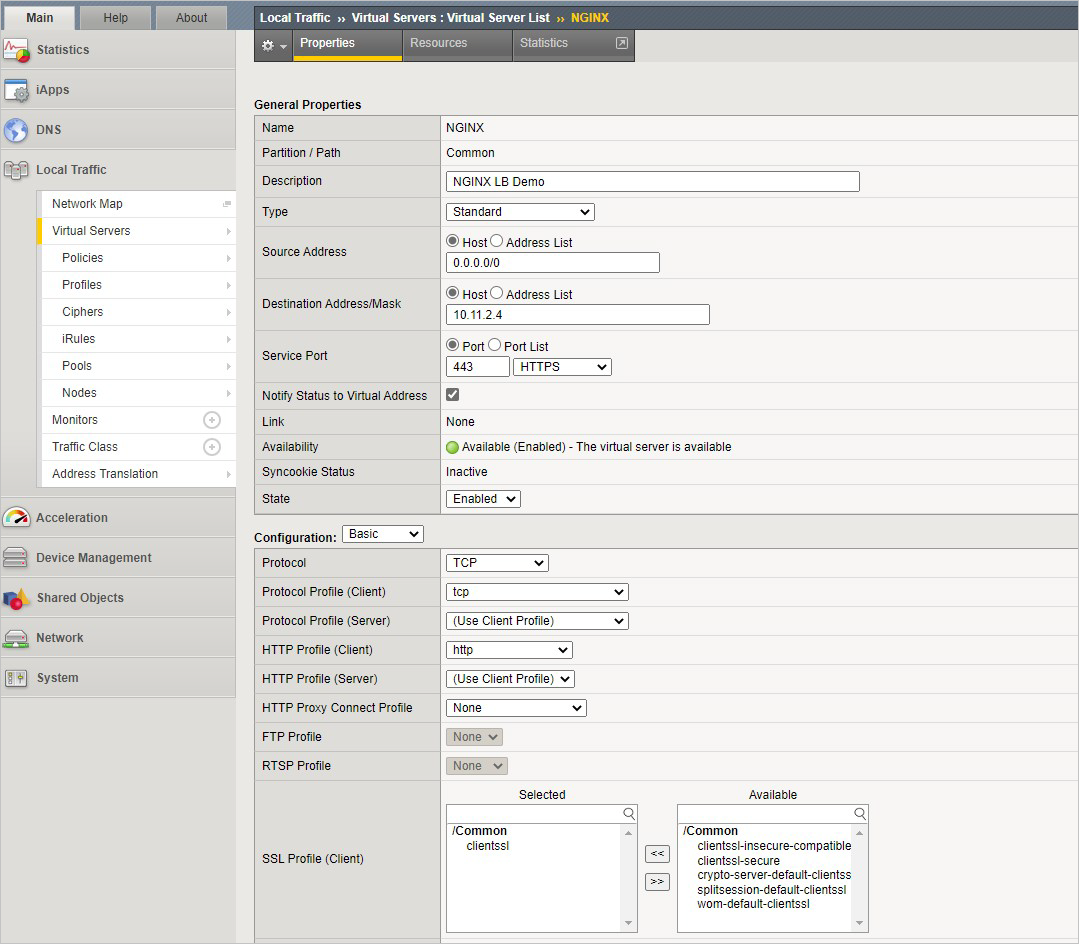 Main Help About
Local Traffic ›› Virtual Servers : Virtual Server List ›› NGINX
Properties Resources Statistics
Statistics
iApps
DNS
Local Traffic
Network Map
Virtual Servers
Policies
Profiles
Ciphers
iRules
Pools
Nodes
Monitors
Traffic Class
Address Translation
Acceleration
Device Management
Shared Objects
Network
System
General Properties
Name NGINX
Partition / Path Common
Description NGINX LB Demo
Type Standard
Source Address Host Address List
0.0.0.0/0
Destination Address/Mask Host Address List
10.11.2.4
Service Port Port Port List
443 HTTPS
Notify Status to Virtual Address
Link None
Availability Available (Enabled) - The virtual server is available
Syncookie Status Inactive
State Enabled
Configuration: Basic
Protocol TCP
Protocol Profile (Client) tcp
Protocol Profile (Server) (Use Client Profile)
HTTP Profile (Client) http
HTTP Profile (Server) (Use Client Profile)
HTTP Proxy Connect Profile None
FTP Profile None
RTSP Profile None
SSL Profile (Client)
Selected
/Common
clientssl
<<
>>
Available
/Common
clientssl-insecure-compatible
clientssl-secure
crypto-server-default-clientss
splitsession-default-clientssl
wom-default-clientssl